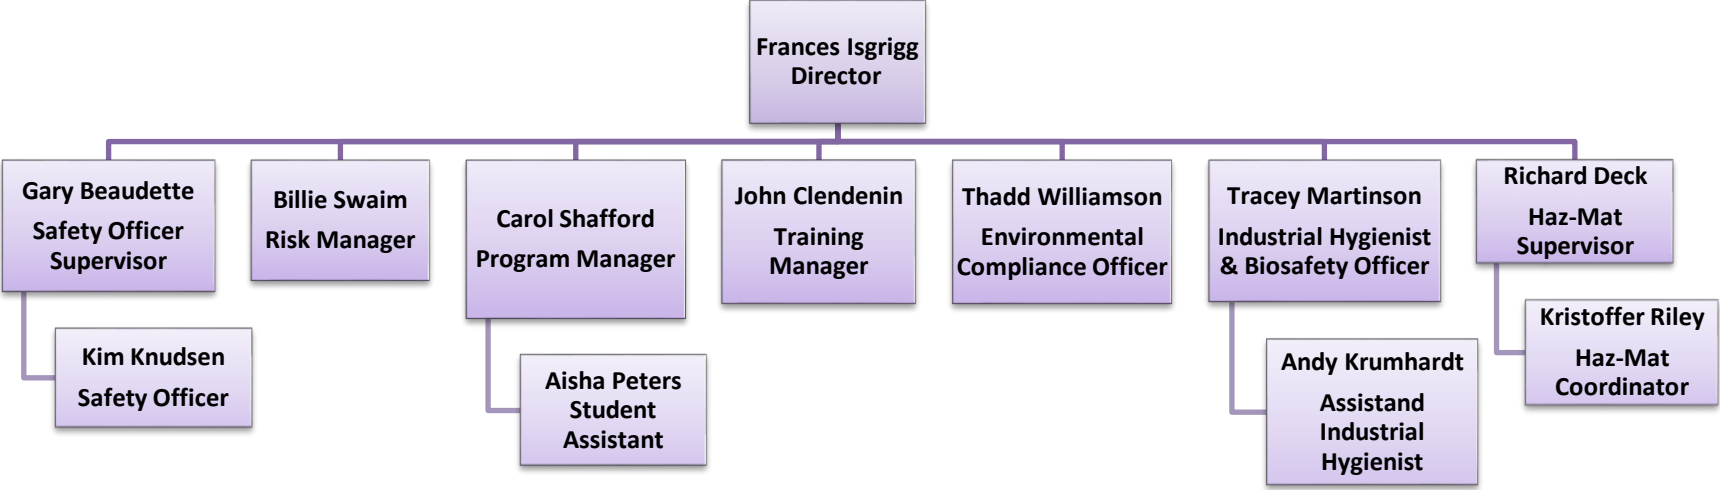 Frances Isgrigg
Director
Gary Beaudette
Safety Officer
Supervisor
Billie Swaim
Risk Manager
Carol Shafford
Program Manager
John Clendenin
Training
Manager
Thadd Williamson
Environmental
Compliance Officer
Tracey Martinson
Industrial Hygienist
& Biosafety Officer
Richard Deck
Haz-Mat
Supervisor
Kim Knudsen
Safety Officer
Aisha Peters
Student
Assistant
Andy Krumhardt
Assistand
Industrial
Hygienist
Kristoffer Riley
Haz-Mat
Coordinator